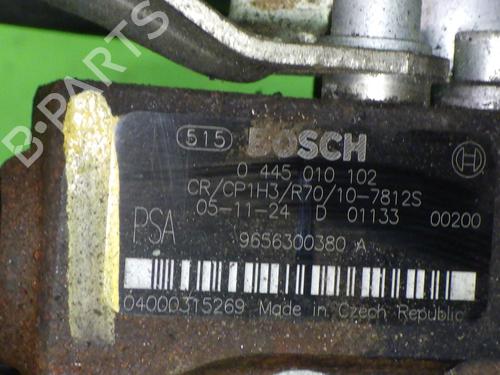 515 BOSCH
0 445 010 102
CR/CP1H3/R70/10-7812S
05-11-24 D 01133 00200
PSA
9656300380 A
04000315269 Made in Czech Republic
B-PARTS